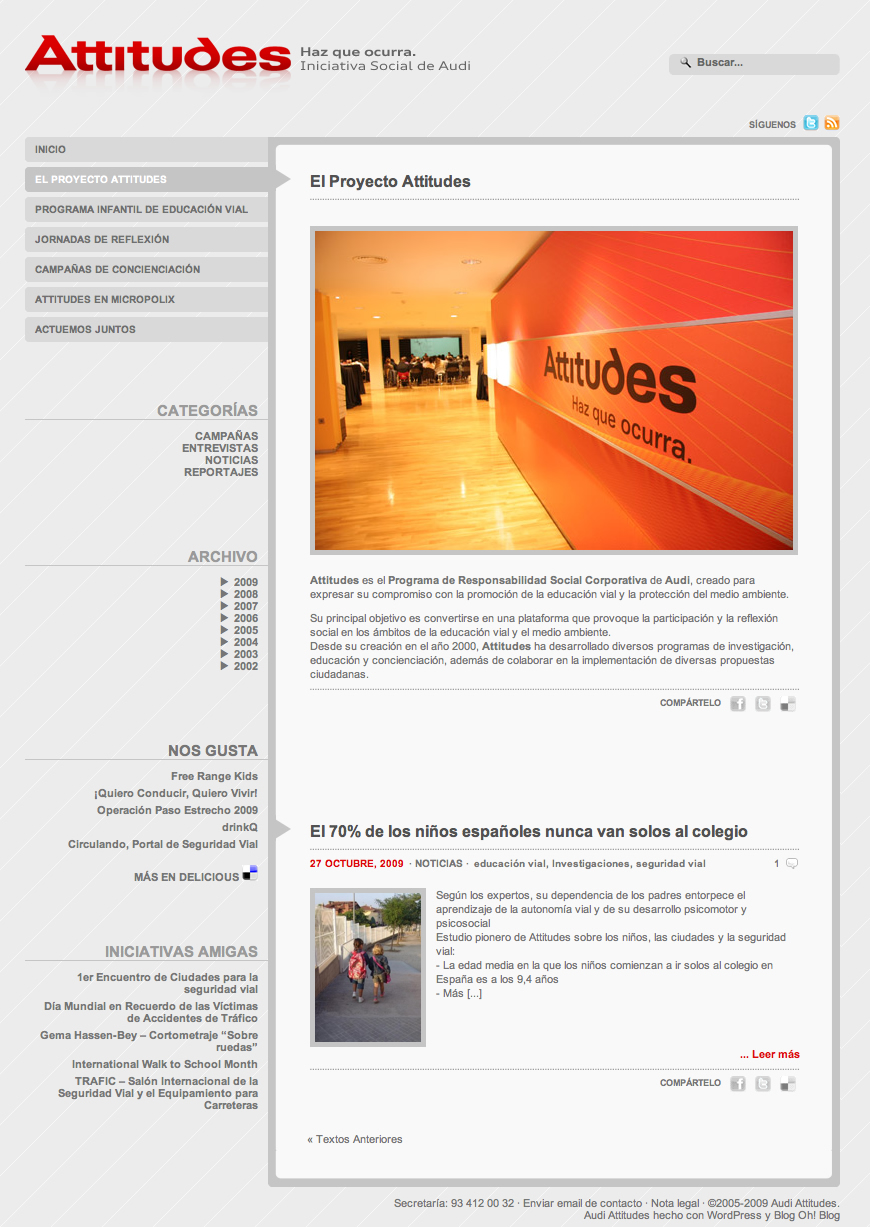 Attitudes
Haz que ocurra.
Iniciativa Social de Audi
Buscar...
SÍGUENOS
INICIO
EL PROYECTO ATTITUDES
PROGRAMA INFANTIL DE EDUCACIÓN VIAL
JORNADAS DE REFLEXIÓN
CAMPAÑAS DE CONCIENCIACIÓN
ATTITUDES EN MICROPOLIX
ACTUEMOS JUNTOS
CATEGORÍAS
CAMPAÑAS
ENTREVISTAS
NOTICIAS
REPORTAJES
ARCHIVO
2009
2008
2007
2006
2005
2004
2003
2002
NOS GUSTA
Free Range Kids
¡Quiero Conducir, Quiero Vivir!
Operación Paso Estrecho 2009
drinkQ
Circulando, Portal de Seguridad Vial
MÁS EN DELICIOUS
INICIATIVAS AMIGAS
1er Encuentro de Ciudades para la
seguridad vial
Día Mundial en Recuerdo de las Victimas
de Accidentes de Tráfico
Gema Hassen-Bey – Cortometraje “Sobre
ruedas”
International Walk to School Month
TRAFIC – Salón Internacional de la
Seguridad Vial y el Equipamiento para
Carreteras
El Proyecto Attitudes
Attitudes
Haz que ocurra.
Attitudes es el Programa de Responsabilidad Social Corporativa de Audi, creado para
expresar su compromiso con la promoción de la educación vial y la protección del medio ambiente.
Su principal objetivo es convertirse en una plataforma que provoque la participación y la reflexión
social en los ámbitos de la educación vial y el medio ambiente.
Desde su creación en el año 2000, Attitudes ha desarrollado diversos programas de investigación,
educación y concienciación, además de colaborar en la implementación de diversas propuestas
ciudadanas.
COMPÁRTELO
El 70% de los niños españoles nunca van solos al colegio
27 OCTUBRE, 2009 · NOTICIAS · educación vial, Investigaciones, seguridad vial 1
Según los expertos, su dependencia de los padres entorpece el
aprendizaje de la autonomía vial y de su desarrollo psicomotor y
psicosocial
Estudio pionero de Attitudes sobre los niños, las ciudades y la seguridad
vial:
- La edad media en la que los niños comienzan a ir solos al colegio en
España es a los 9,4 años
- Más [...]
... Leer más
COMPÁRTELO
« Textos Anteriores
Secretaría: 93 412 00 32 · Enviar email de contacto · Nota legal · ©2005-2009 Audi Attitudes.
Audi Attitudes hecho con WordPress y Blog Oh! Blog